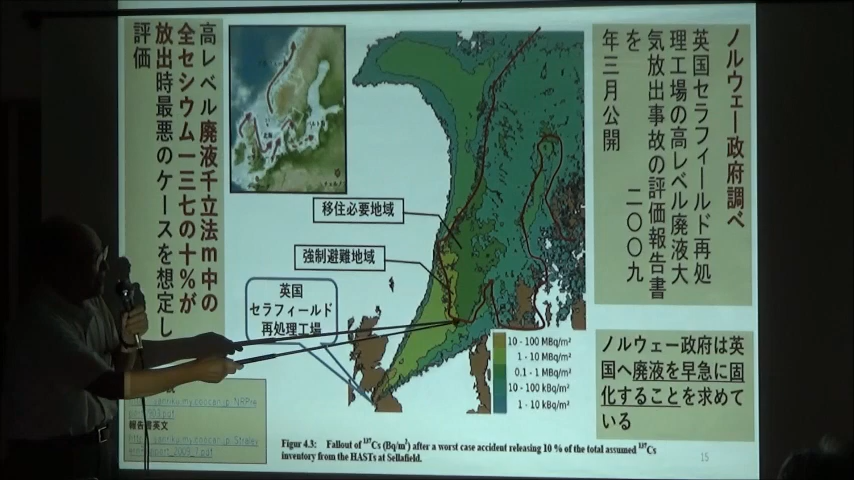 ノルウェー政府調べ
英国セラフィールド再処
理工場の高レベル廃液大
気放出事故の評価報告書
を　二〇〇九
年三月公開
高レベル廃液千立法m中の
全セシウム一三七の十%が
放出時最悪のケースを想定し
評価
移住必要地域
強制避難地域
英国
セラフィールド
再処理工場
10 - 100 MBq/m²
1 - 10 MBq/m²
0.1 - 1 MBq/m²
10 - 100 kBq/m²
1 - 10 kBq/m²
ノルウェー政府は英
国へ廃液を早急に固
化することを求めて
いる
報告書英文
Figur 4.3: Fallout of ¹³⁷Cs (Bq/m²) after a worst case accident releasing 10 % of the total assumed ¹³⁷Cs
inventory from the HASTs at Sellafield.
15